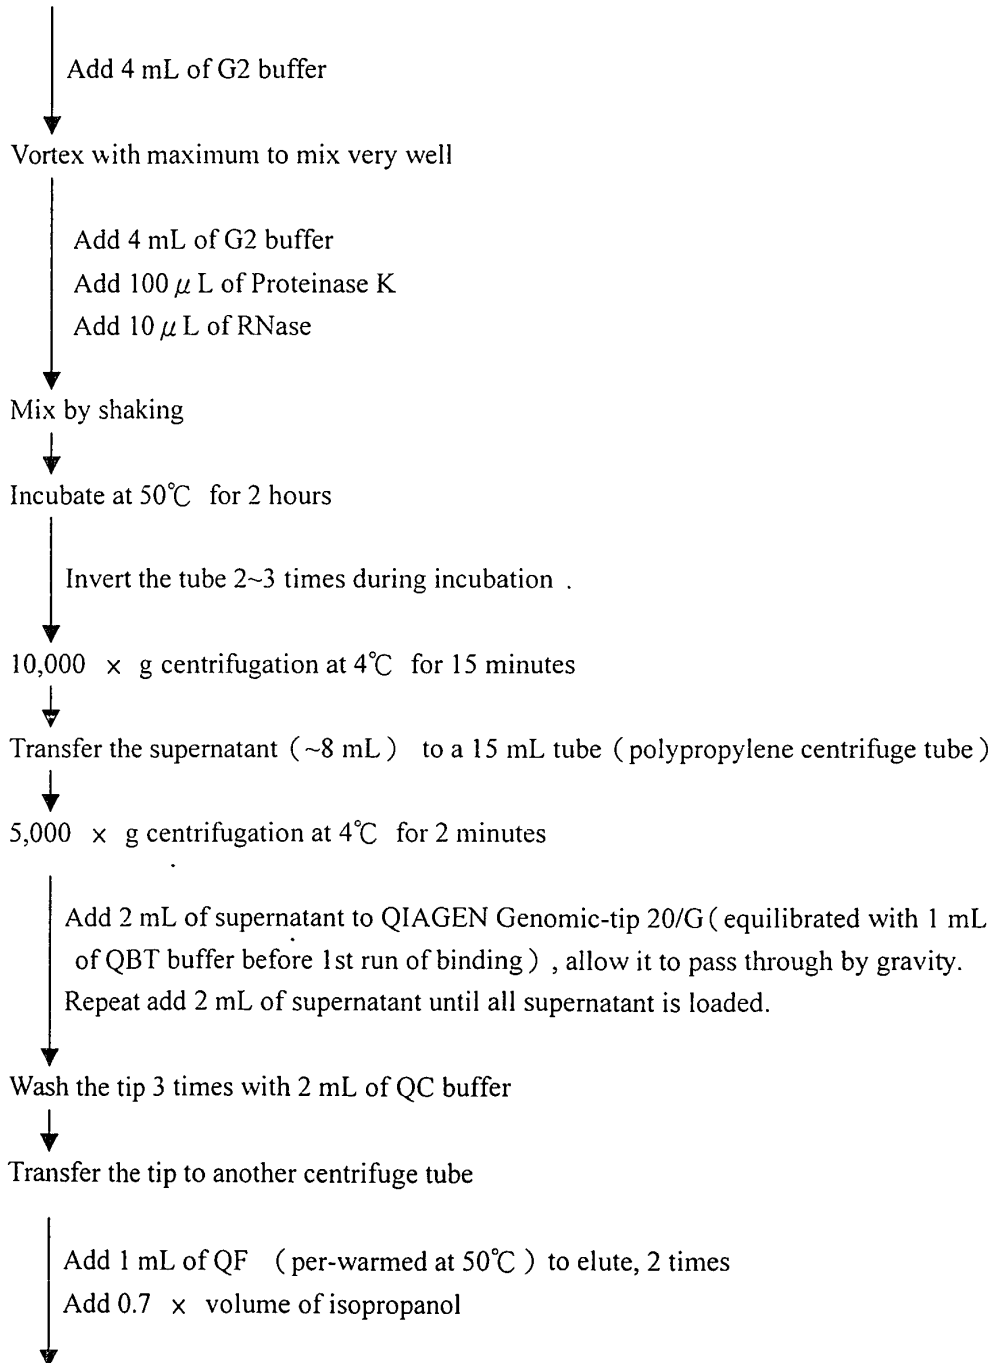 Add 4 mL of G2 buffer
Vortex with maximum to mix very well
Add 4 mL of G2 buffer
Add 100 μ L of Proteinase K
Add 10 μ L of RNase
Mix by shaking
Incubate at 50℃ for 2 hours
Invert the tube 2~3 times during incubation .
10,000 × g centrifugation at 4℃ for 15 minutes
Transfer the supernatant (~8 mL) to a 15 mL tube (polypropylene centrifuge tube)
5,000 × g centrifugation at 4℃ for 2 minutes
Add 2 mL of supernatant to QIAGEN Genomic-tip 20/G (equilibrated with 1 mL
of QBT buffer before 1st run of binding) , allow it to pass through by gravity.
Repeat add 2 mL of supernatant until all supernatant is loaded.
Wash the tip 3 times with 2 mL of QC buffer
Transfer the tip to another centrifuge tube
Add 1 mL of QF (per-warmed at 50℃) to elute, 2 times
Add 0.7 × volume of isopropanol